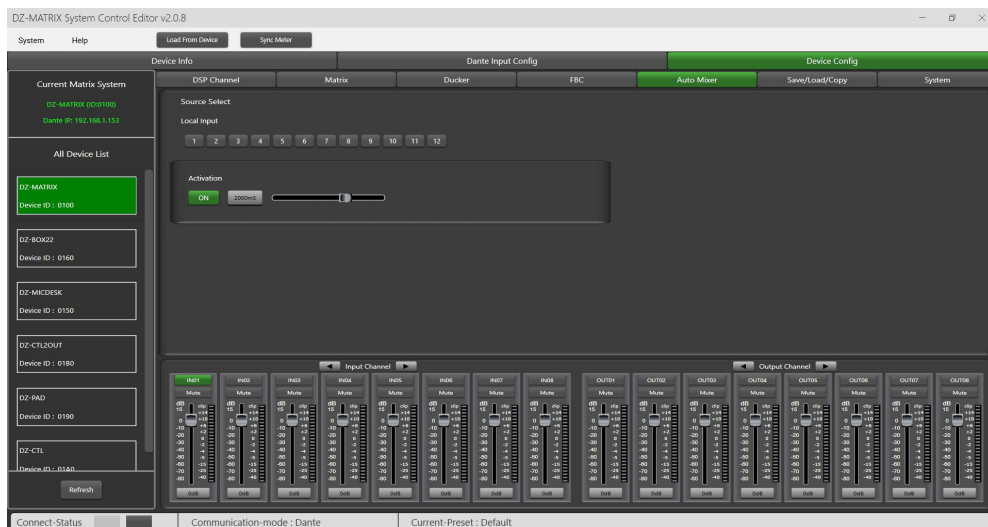 DZ-MATRIX System Control Editor v2.0.8
System Help Load From Device Sync Meter
Device Info Dante Input Config Device Config
Current Matrix System
DZ-MATRIX (ID:0100)
Dante IP: 192.168.1.153
All Device List
DZ-MATRIX
Device ID : 0100
DZ-BOX22
Device ID : 0160
DZ-MICDESK
Device ID : 0150
DZ-CTL2OUT
Device ID : 0180
DZ-PAD
Device ID : 0190
DZ-CTL
Device ID : 01A0
Refresh
DSP Channel Matrix Ducker FBC Auto Mixer Save/Load/Copy System
Source Select
Local Input
1 2 3 4 5 6 7 8 9 10 11 12
Activation
ON 2000mS
Input Channel Output Channel
IN01 IN02 IN03 IN04 IN05 IN06 IN07 IN08 OUT01 OUT02 OUT03 OUT04 OUT05 OUT06 OUT07 OUT08
Mute Mute Mute Mute Mute Mute Mute Mute Mute Mute Mute Mute Mute Mute Mute Mute
0dB 0dB 0dB 0dB 0dB 0dB 0dB 0dB 0dB 0dB 0dB 0dB 0dB 0dB 0dB 0dB
Connect-Status Communication-mode : Dante Current-Preset : Default